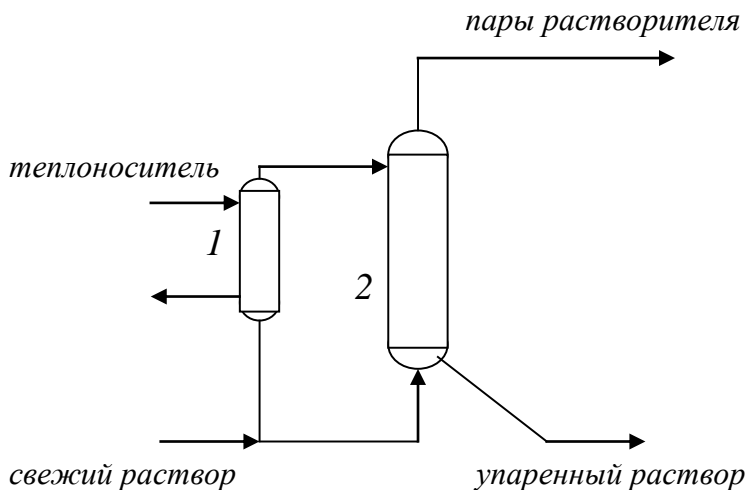 пары растворителя
теплоноситель
1
2
свежий раствор
упаренный раствор